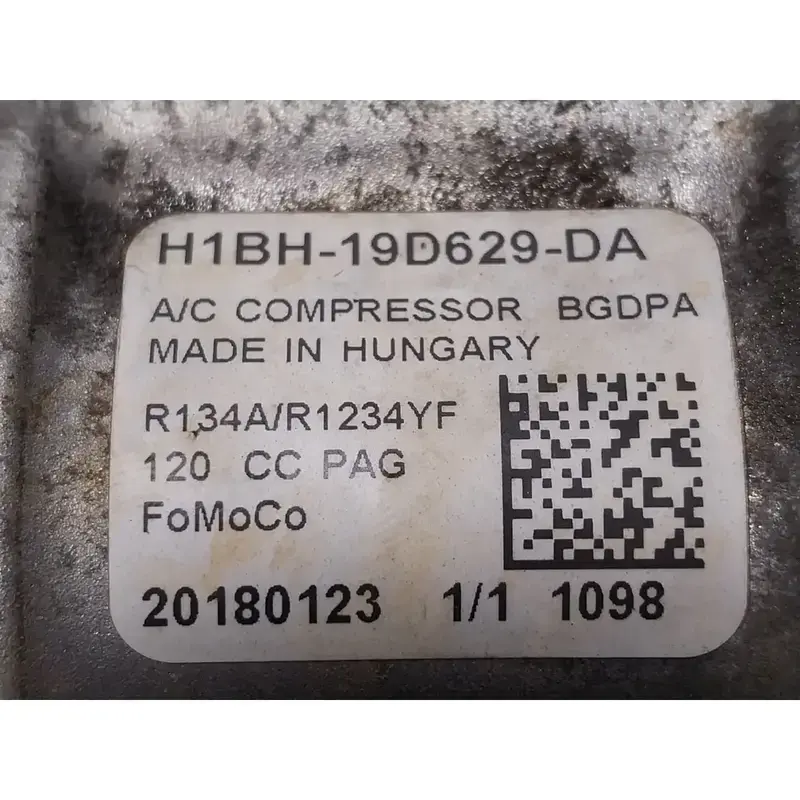 H1BH-19D629-DA
A/C COMPRESSOR BGDPA
MADE IN HUNGARY
R134A/R1234YF
120 CC PAG
FoMoCo
20180123 1/1 1098